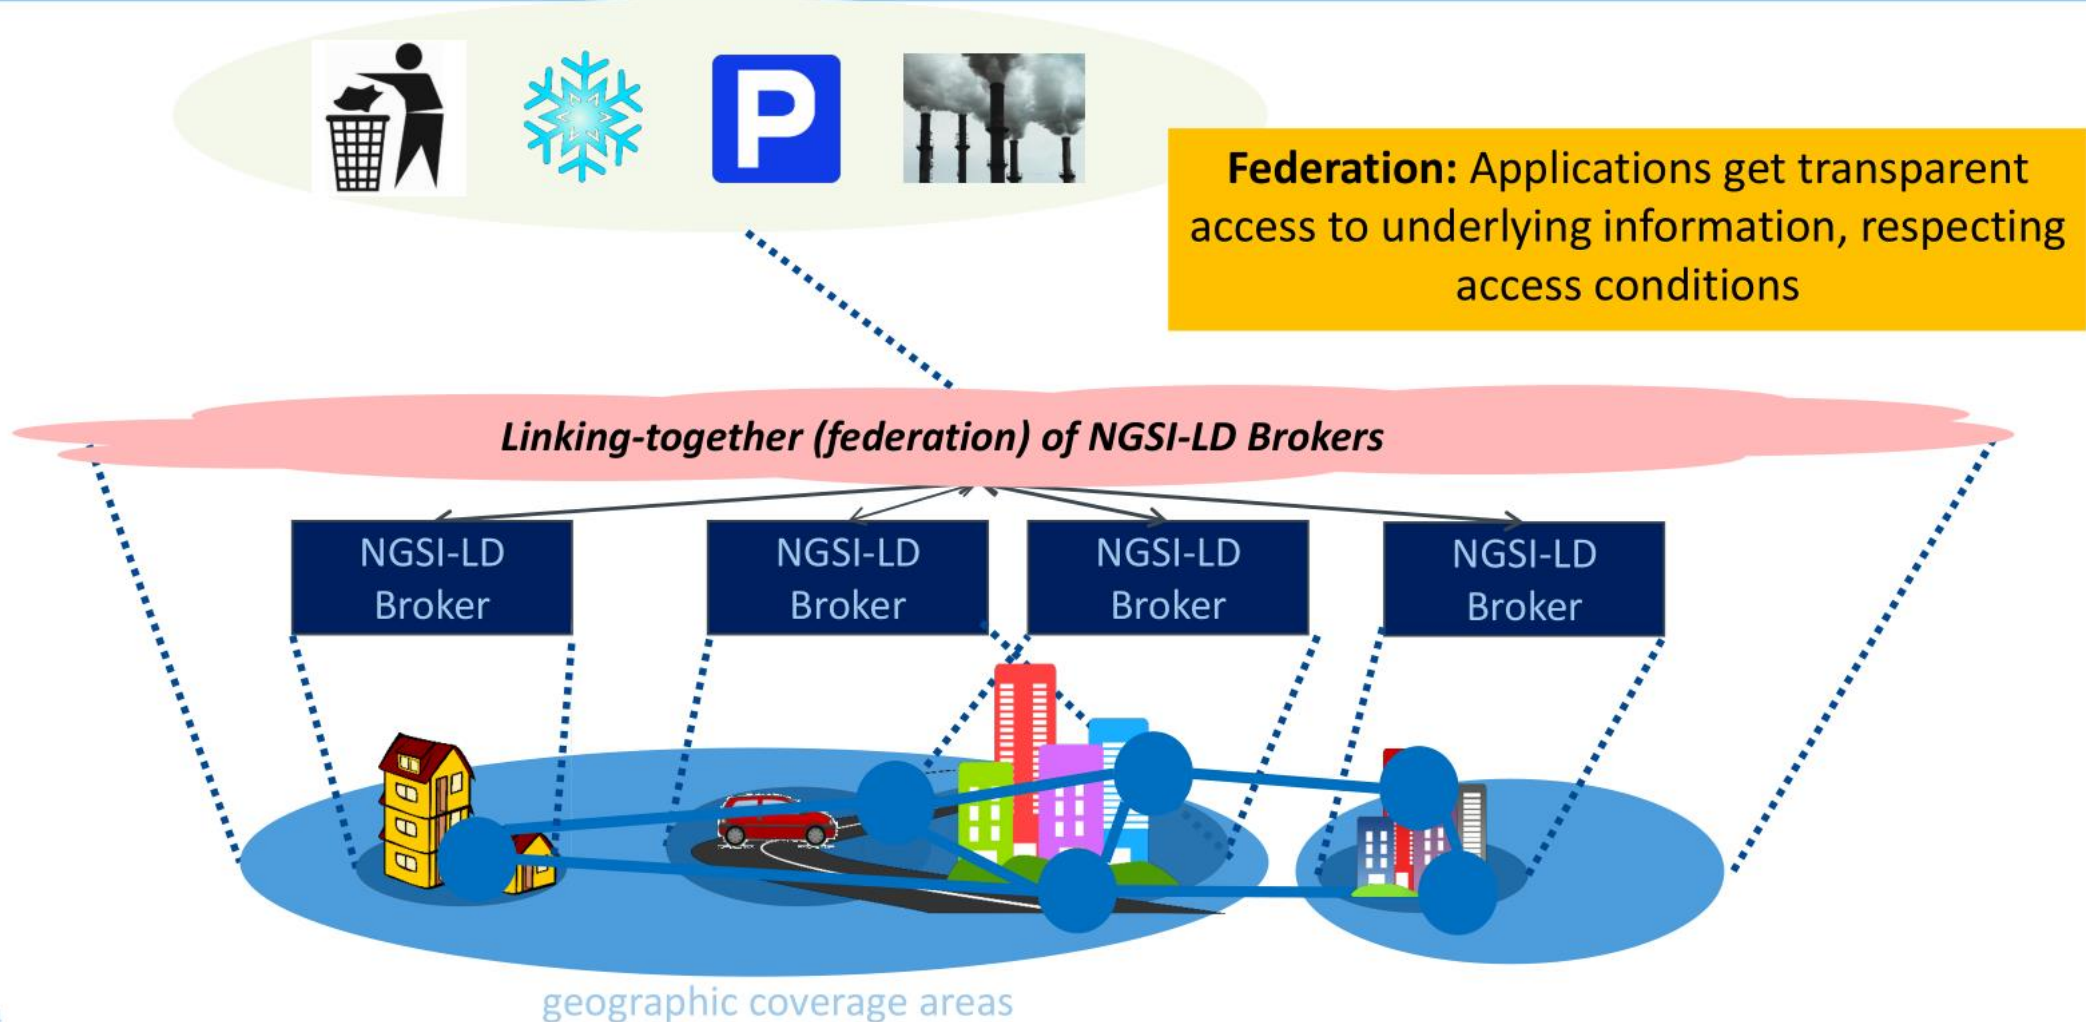 P
Federation: Applications get transparent
access to underlying information, respecting
access conditions
Linking-together (federation) of NGSI-LD Brokers
NGSI-LD
Broker
NGSI-LD
Broker
NGSI-LD
Broker
NGSI-LD
Broker
geographic coverage areas